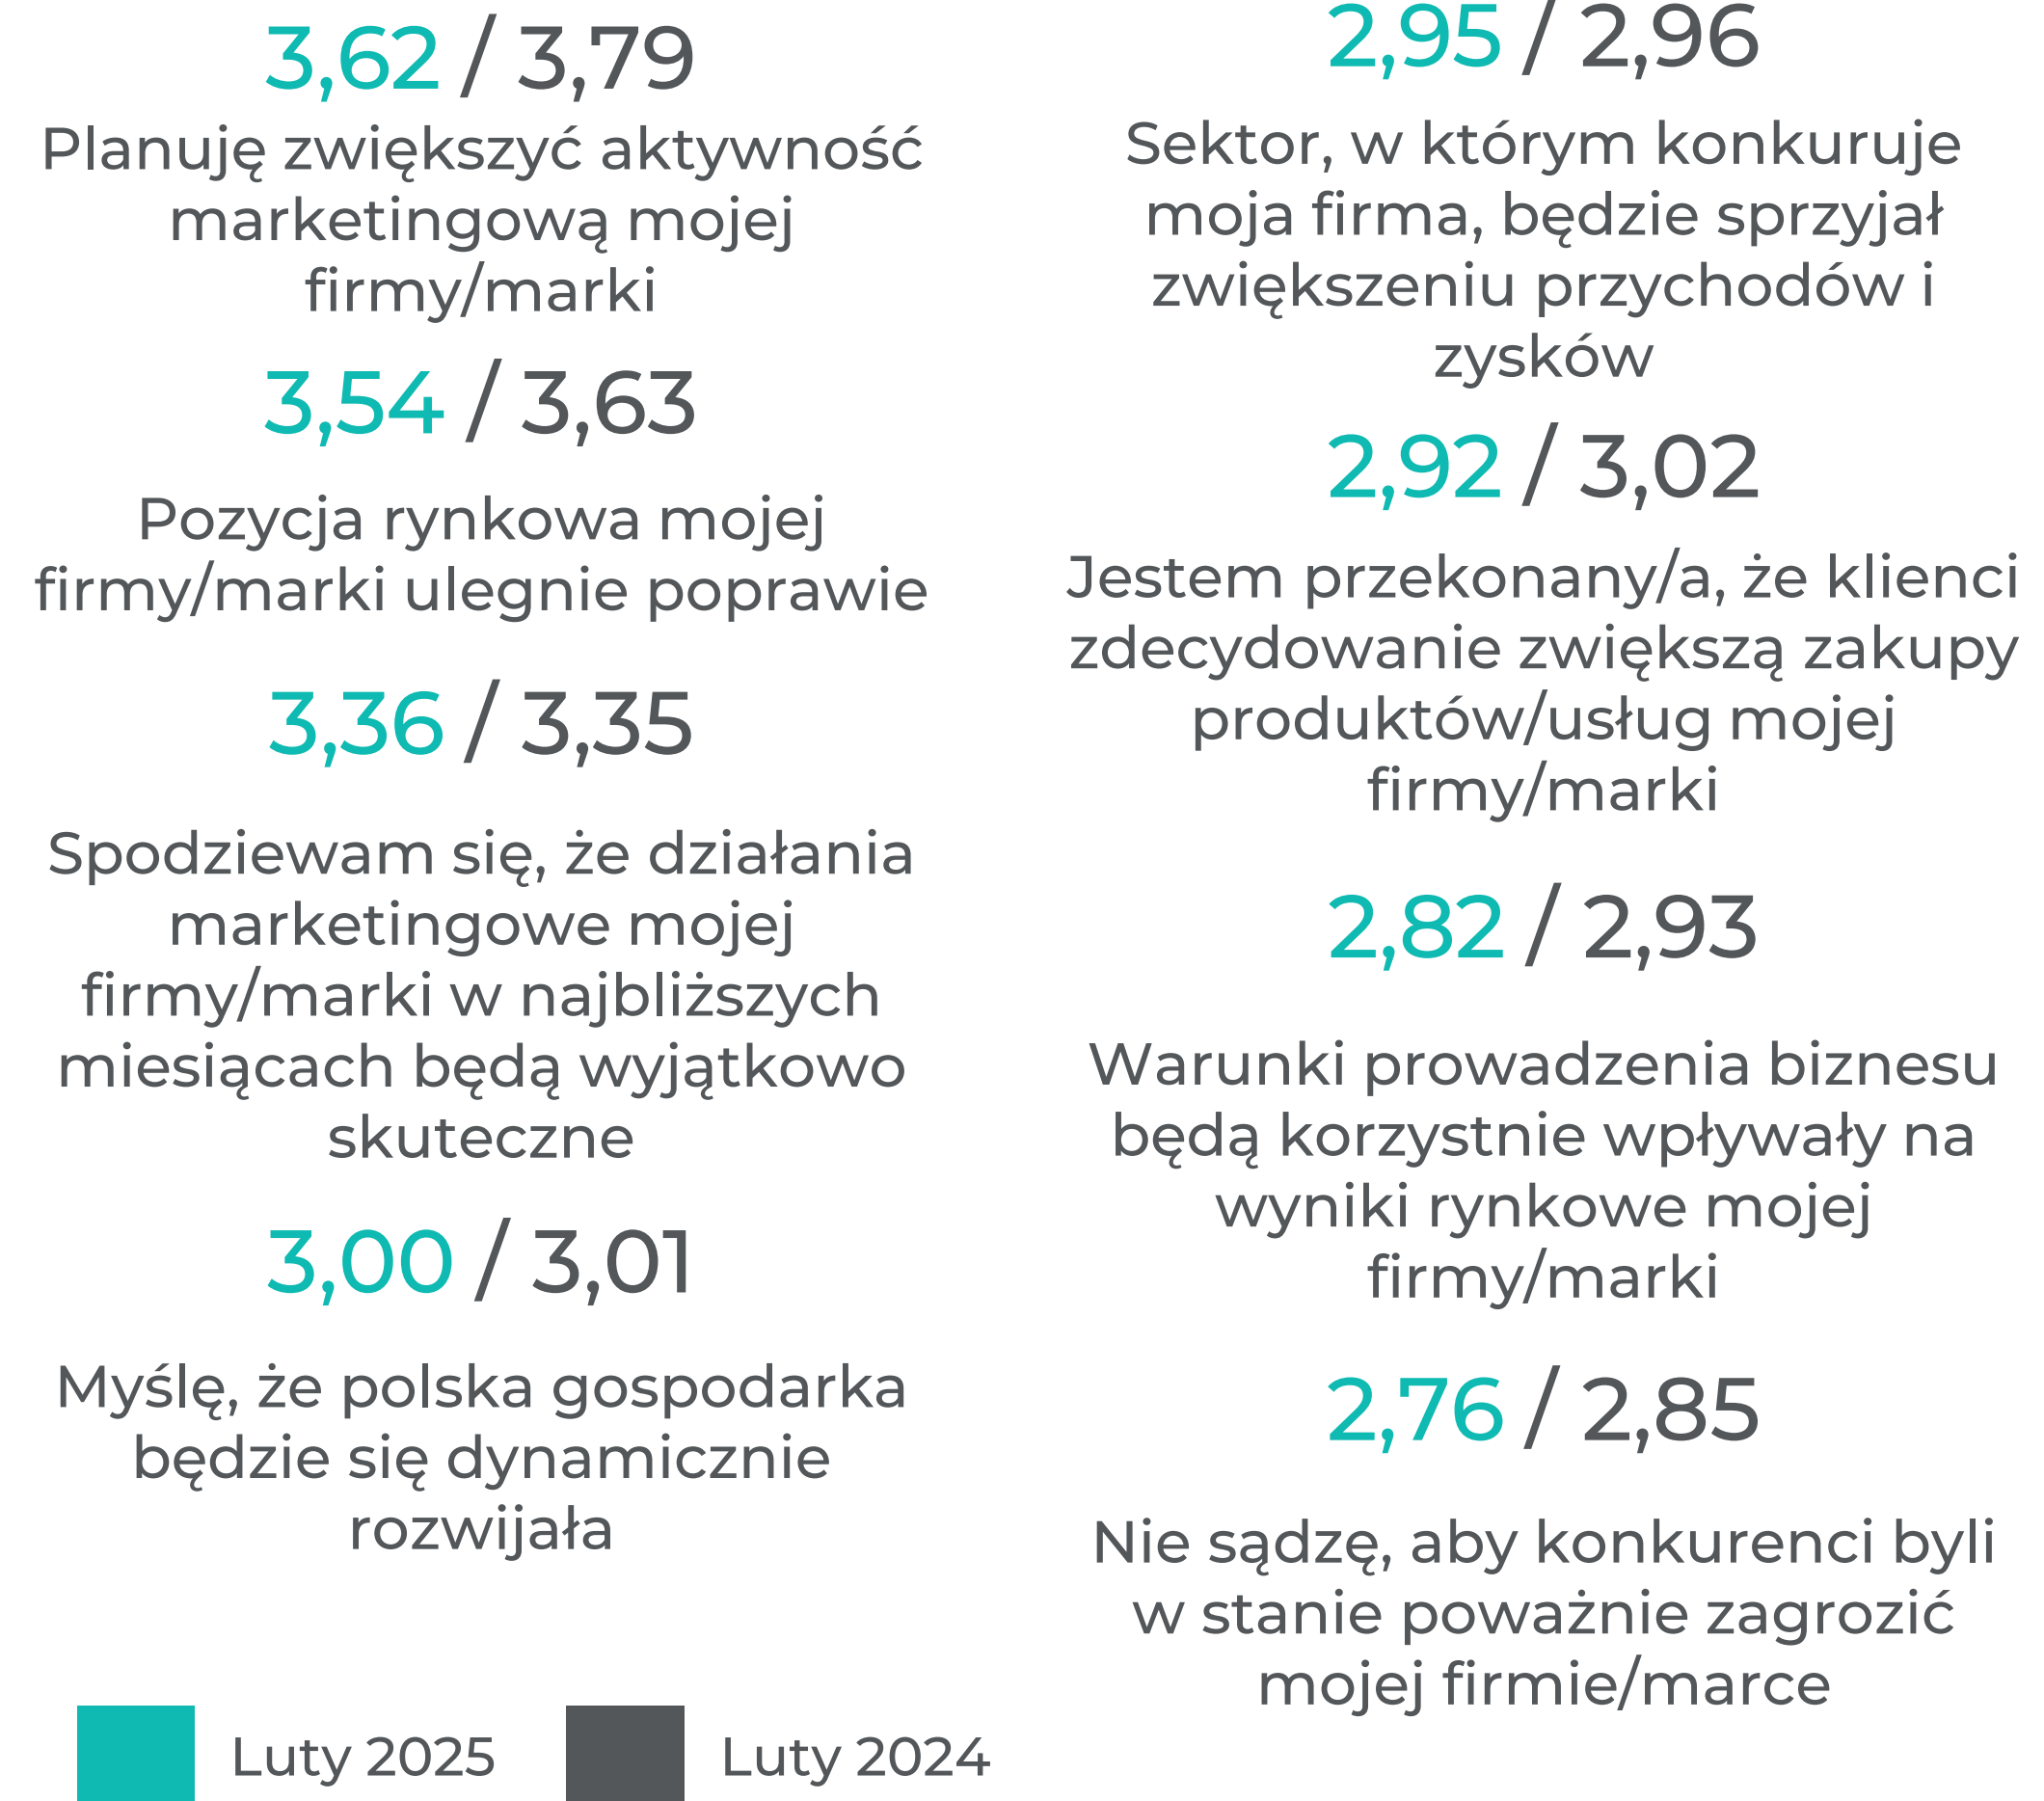 3,62 / 3,79
Planuję zwiększyć aktywność
marketingową mojej
firmy/marki
3,54 / 3,63
Pozycja rynkowa mojej
firmy/marki ulegnie poprawie
3,36 / 3,35
Spodziewam się, że działania
marketingowe mojej
firmy/marki w najbliższych
miesiącach będą wyjątkowo
skuteczne
3,00 / 3,01
Myślę, że polska gospodarka
będzie się dynamicznie
rozwijała
2,95 / 2,96
Sektor, w którym konkuruje
moja firma, będzie sprzyjał
zwiększeniu przychodów i
zysków
2,92 / 3,02
Jestem przekonany/a, że klienci
zdecydowanie zwiększą zakupy
produktów/usług mojej
firmy/marki
2,82 / 2,93
Warunki prowadzenia biznesu
będą korzystnie wpływały na
wyniki rynkowe mojej
firmy/marki
2,76 / 2,85
Nie sądzę, aby konkurenci byli
w stanie poważnie zagrozić
mojej firmie/marce
Luty 2025
Luty 2024